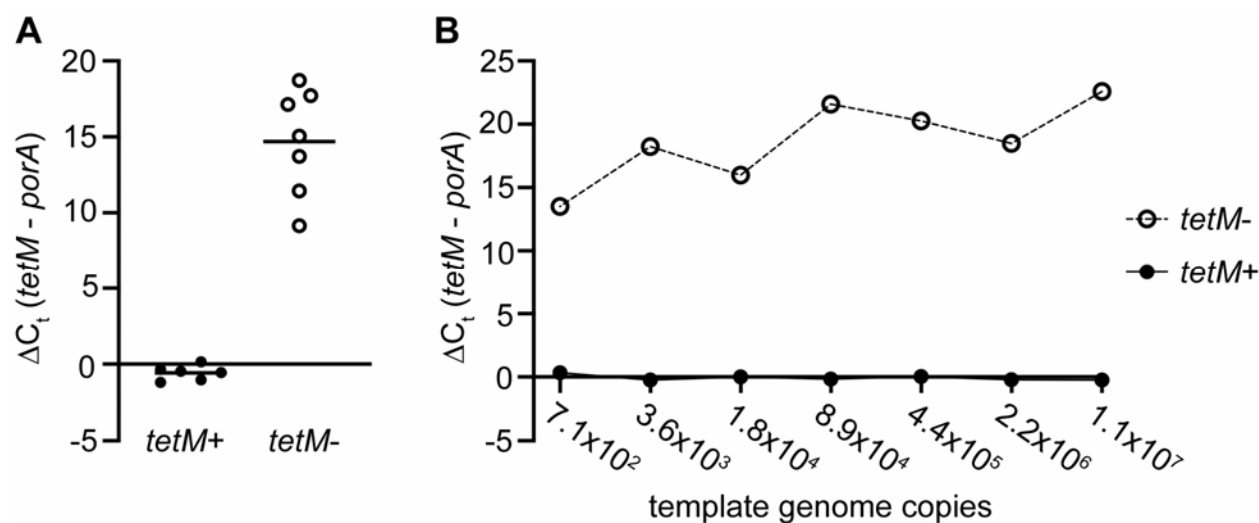 A
ΔCt (tetM - porA)
20
15
10
5
0
-5
tetM+
tetM-
B
ΔCt (tetM - porA)
25
20
15
10
5
0
-5
7.1x10²
3.6x10³
1.8x10⁴
8.9x10⁴
4.4x10⁵
2.2x10⁶
1.1x10⁷
template genome copies
tetM-
tetM+